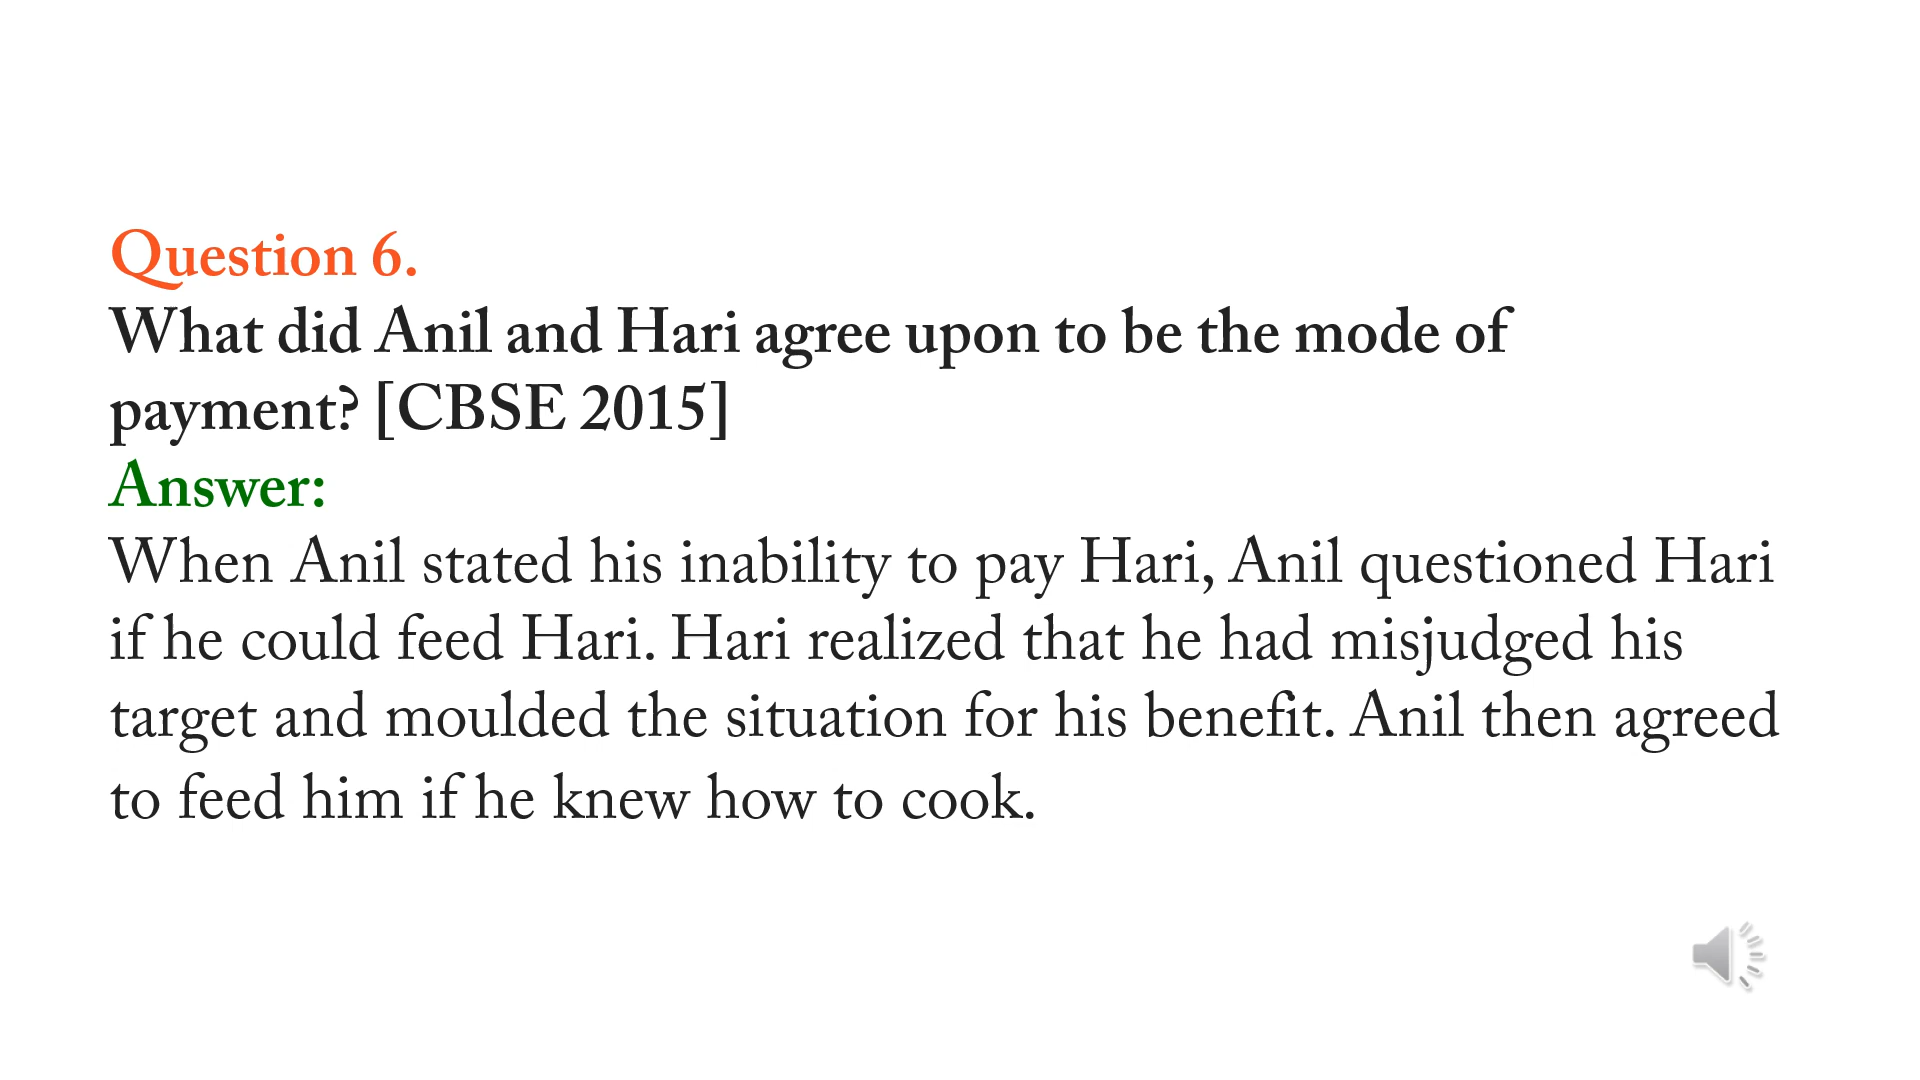 Question 6.
What did Anil and Hari agree upon to be the mode of
payment? [CBSE 2015]
Answer:
When Anil stated his inability to pay Hari, Anil questioned Hari
if he could feed Hari. Hari realized that he had misjudged his
target and moulded the situation for his benefit. Anil then agreed
to feed him if he knew how to cook.